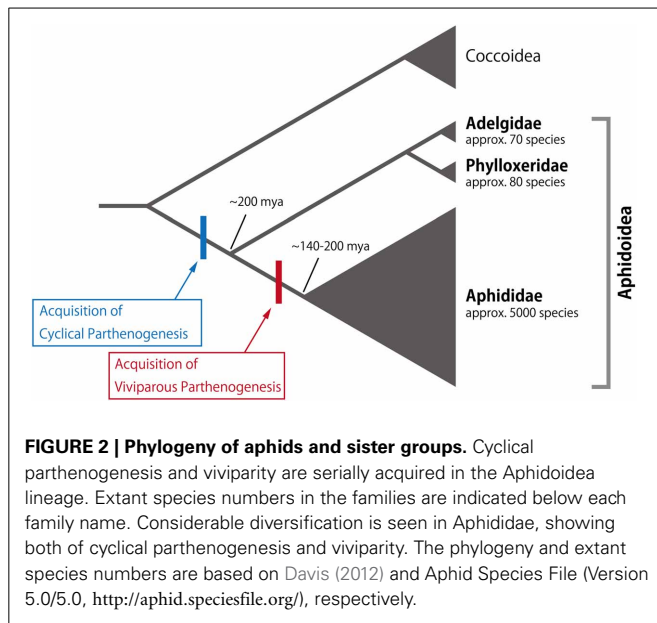 Coccoidea
Adelgidae
approx. 70 species
Phylloxeridae
approx. 80 species
~200 mya
~140-200 mya
Aphidoidea
Aphididae
approx. 5000 species
Acquisition of
Cyclical Parthenogenesis
Acquisition of
Viviparous Parthenogenesis
FIGURE 2 | Phylogeny of aphids and sister groups. Cyclical
parthenogenesis and viviparity are serially acquired in the Aphidoidea
lineage. Extant species numbers in the families are indicated below each
family name. Considerable diversification is seen in Aphididae, showing
both of cyclical parthenogenesis and viviparity. The phylogeny and extant
species numbers are based on Davis (2012) and Aphid Species File (Version
5.0/5.0, http://aphid.speciesfile.org/), respectively.